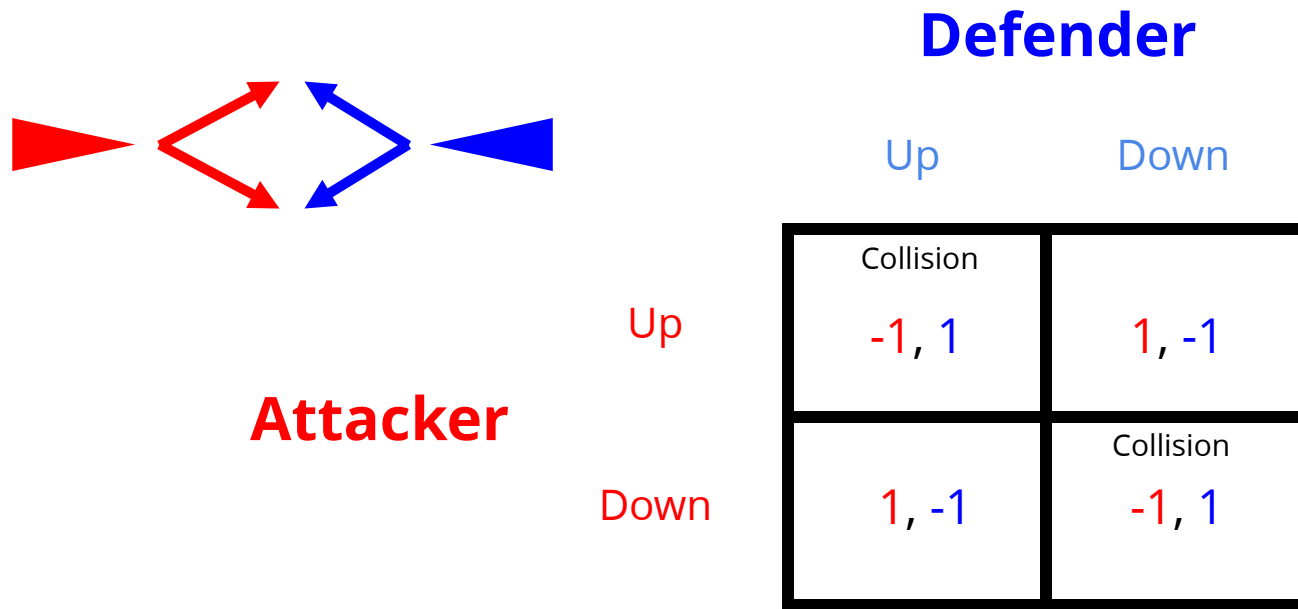 Defender
Up Down
Collision
Up
-1, 1 1, -1
Attacker
Collision
Down
1, -1 -1, 1